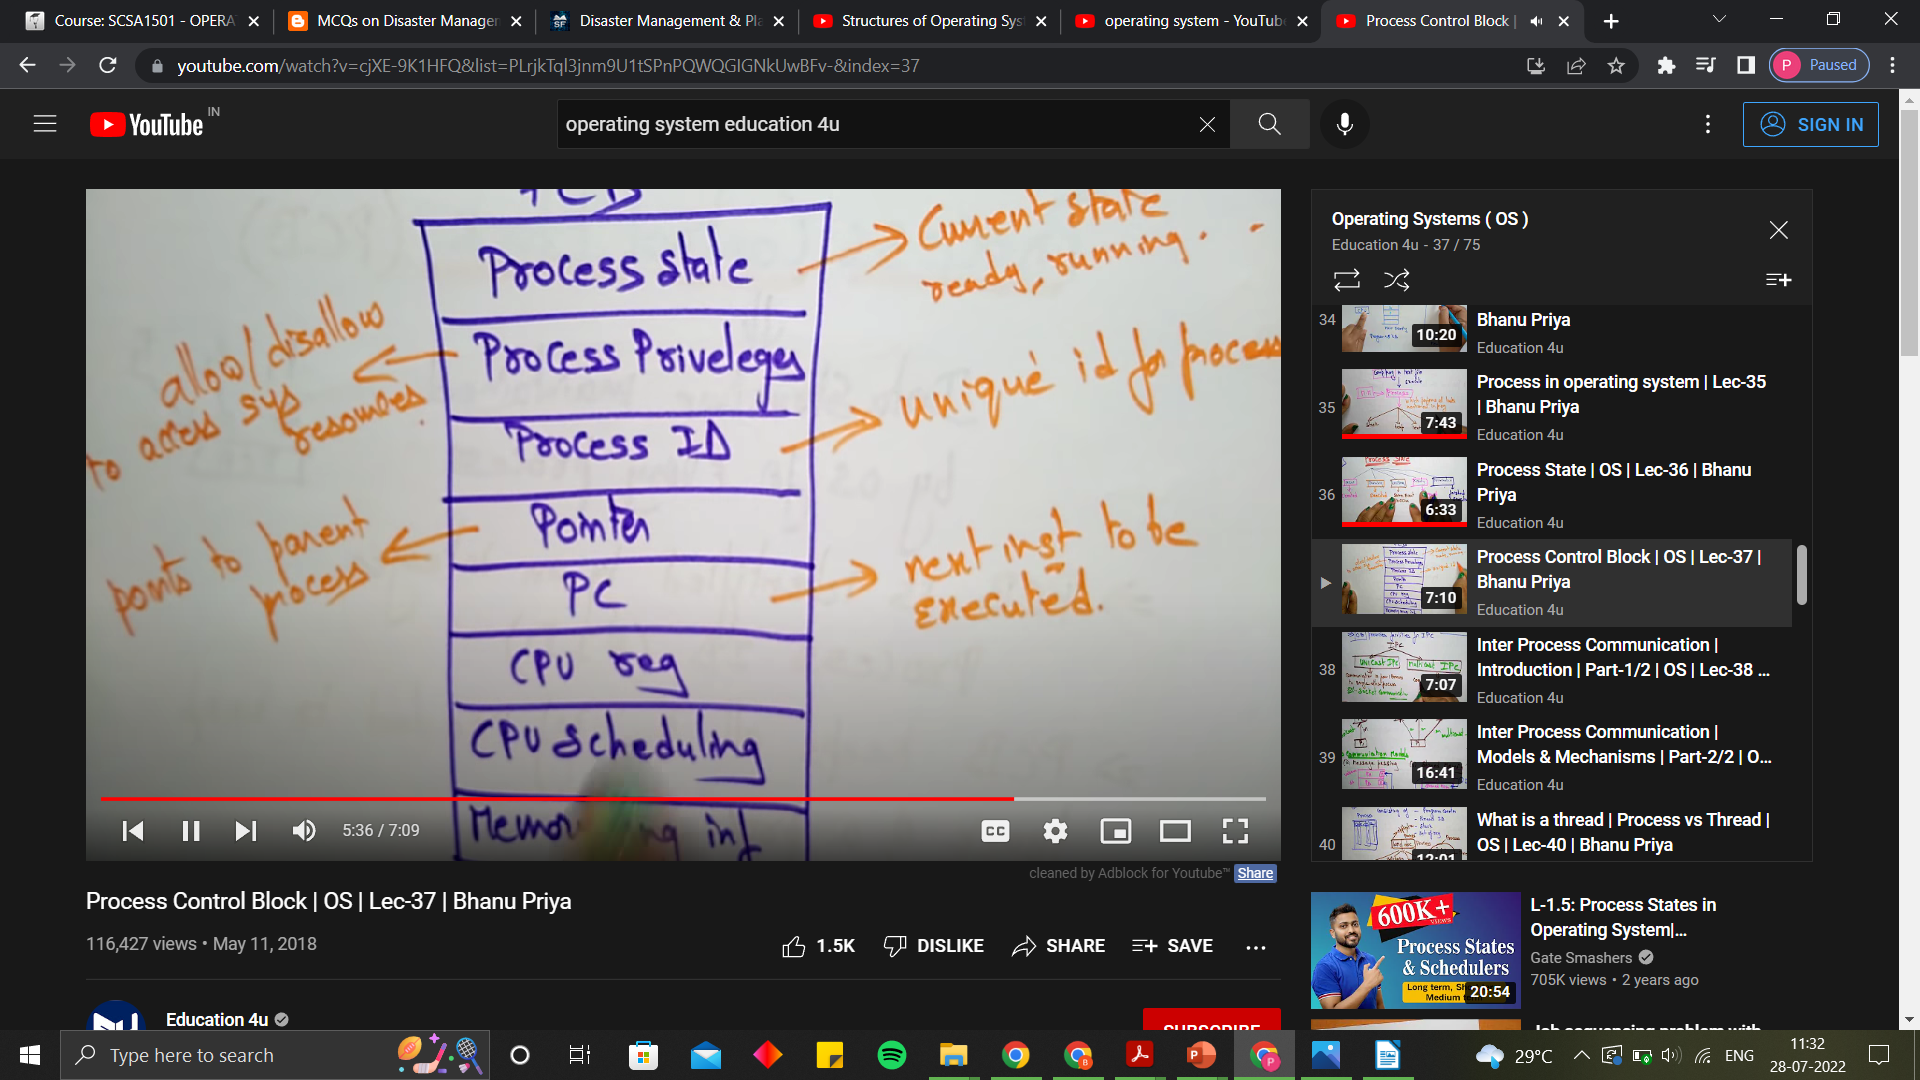 Course: SCSA1501 - OPERA
MCQs on Disaster Managem
Disaster Management & Pla
Structures of Operating Sys
operating system - YouTube
Process Control Block |
youtube.com/watch?v=cjXE-9K1HFQ&list=PLrjkTql3jnm9U1tSPnPQWQGIGNkUwBFv-&index=37
P Paused
YouTube IN
operating system education 4u
SIGN IN
PCB
Process state
Current state
ready, running.
Process Priveleges
allow/disallow
to access sys
resources.
Process ID
unique id for process
Pointer
points to parent
process
PC
next inst to be
executed.
CPU reg
CPU scheduling
inf
5:36 / 7:09
CC
cleaned by Adblock for Youtube™ Share
Process Control Block | OS | Lec-37 | Bhanu Priya
116,427 views • May 11, 2018
1.5K DISLIKE SHARE SAVE
Education 4u
SUBSCRIBE
Operating Systems ( OS )
Education 4u - 37 / 75
34
10:20
Bhanu Priya
Education 4u
35
7:43
Process in operating system | Lec-35
| Bhanu Priya
Education 4u
36
6:33
Process State | OS | Lec-36 | Bhanu
Priya
Education 4u
7:10
Process Control Block | OS | Lec-37 |
Bhanu Priya
Education 4u
38
7:07
Inter Process Communication |
Introduction | Part-1/2 | OS | Lec-38 ...
Education 4u
39
16:41
Inter Process Communication |
Models & Mechanisms | Part-2/2 | O...
Education 4u
40
12:01
What is a thread | Process vs Thread |
OS | Lec-40 | Bhanu Priya
600K+
VIEWS
Process States
& Schedulers
Long term, Sh
Medium t
20:54
L-1.5: Process States in
Operating System|...
Gate Smashers
705K views • 2 years ago
Job sequencing problem with
Type here to search
29°C
ENG
11:32
28-07-2022